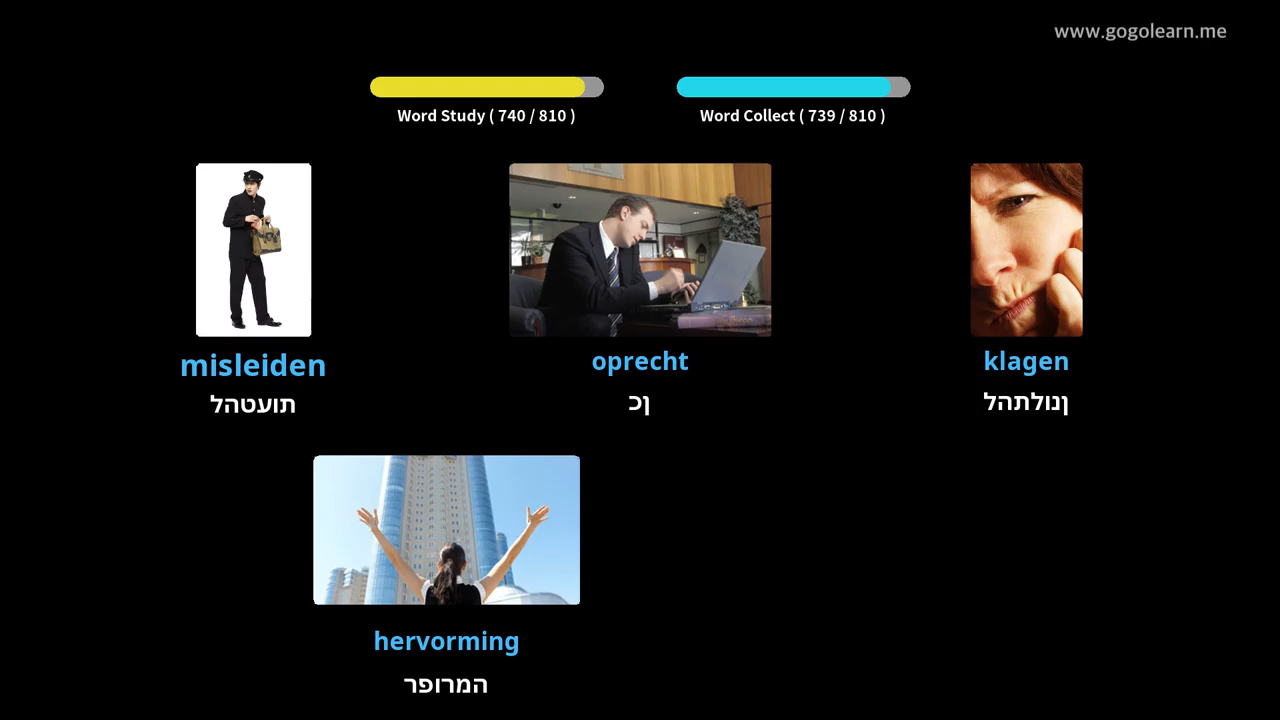 www.gogolearn.me
Word Study ( 740 / 810 )
Word Collect ( 739 / 810 )
misleiden
תועטהל
oprecht
ןכ
klagen
ןנולתהל
hervorming
המרופר